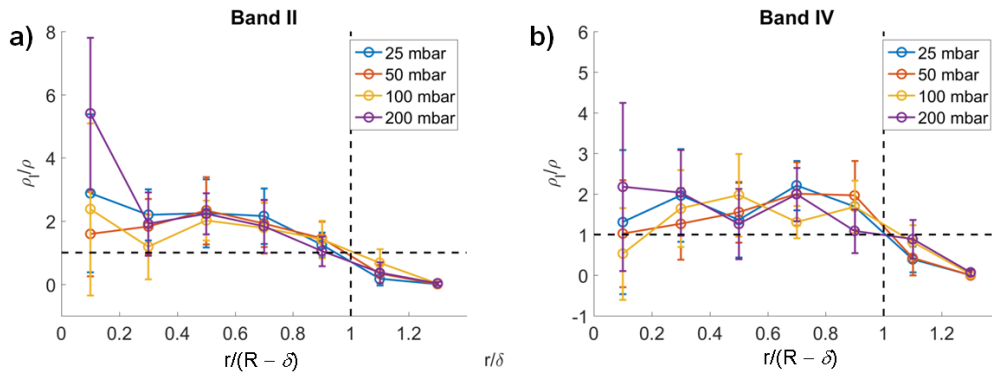 Band II
a)
8
6
4
2
0
ρI/ρ
25 mbar
50 mbar
100 mbar
200 mbar
0 0.2 0.4 0.6 0.8 1 1.2
r/(R − δ)
r/δ
Band IV
b)
6
5
4
3
2
1
0
-1
ρI/ρ
25 mbar
50 mbar
100 mbar
200 mbar
0 0.2 0.4 0.6 0.8 1 1.2
r/(R − δ)